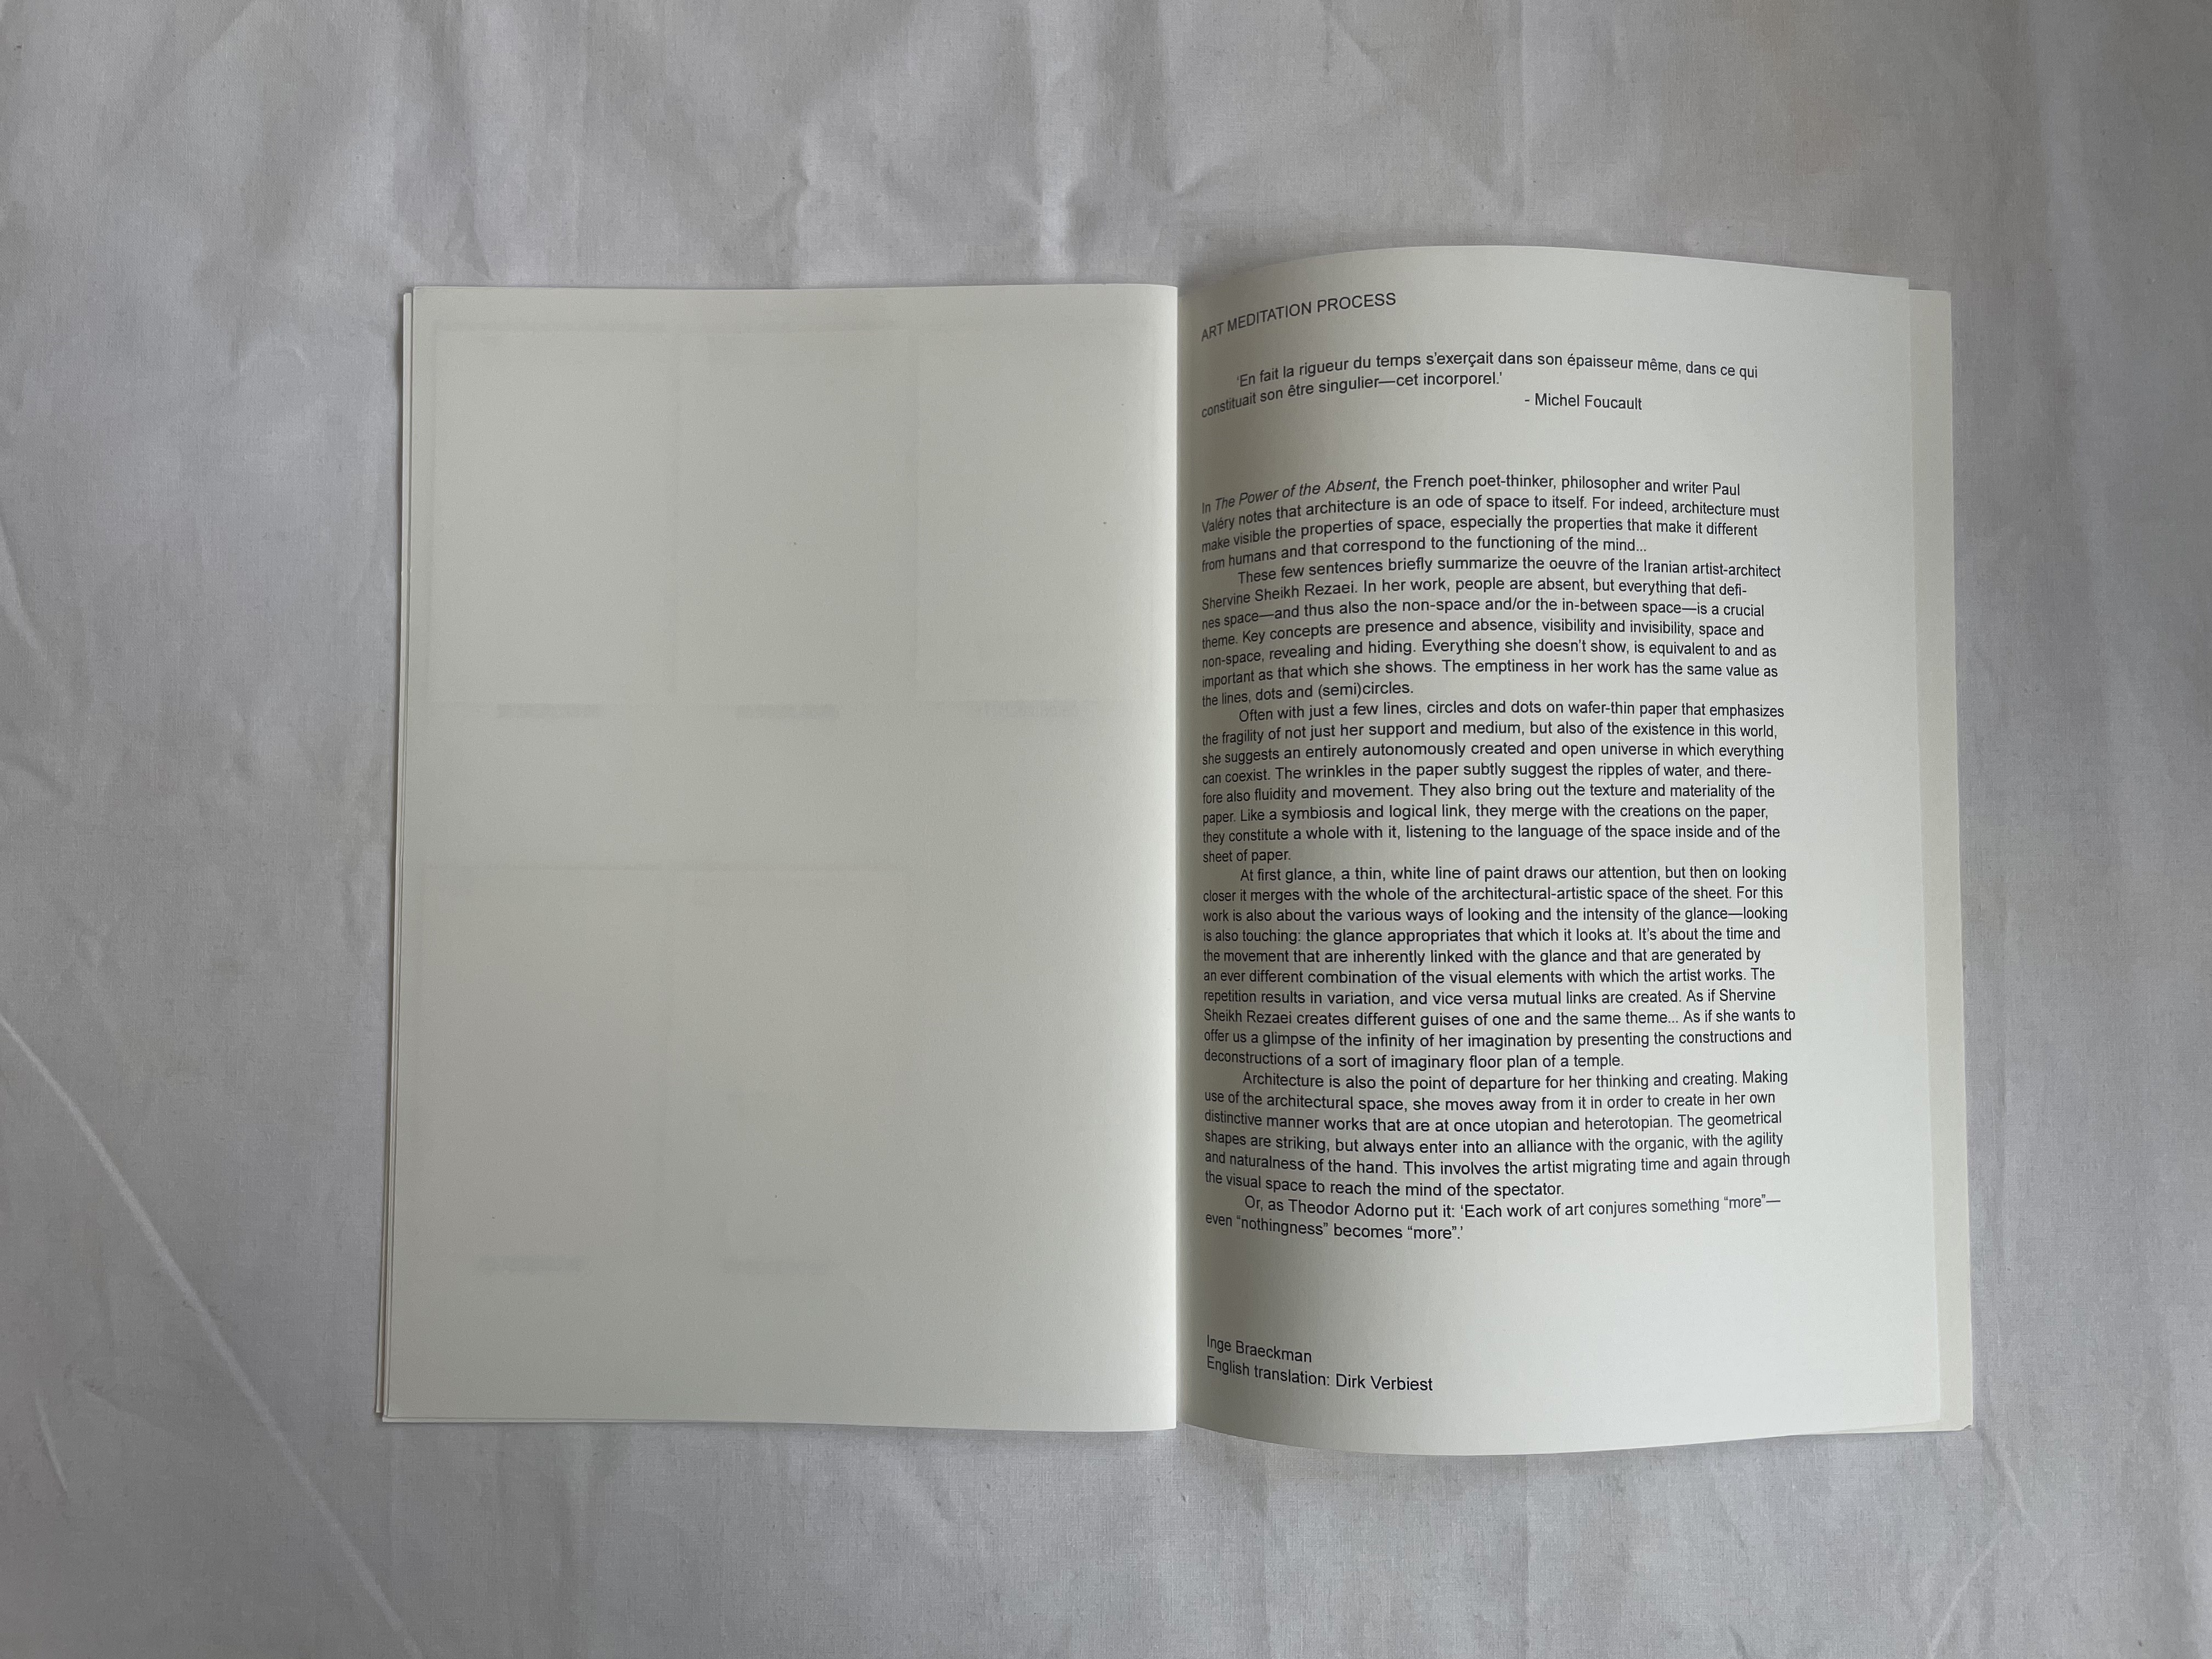 ART MEDITATION PROCESS
‘En fait la rigueur du temps s’exerçait dans son épaisseur même, dans ce qui
constituait son être singulier—cet incorporel.’
- Michel Foucault
In The Power of the Absent, the French poet-thinker, philosopher and writer Paul
Valéry notes that architecture is an ode of space to itself. For indeed, architecture must
make visible the properties of space, especially the properties that make it different
from humans and that correspond to the functioning of the mind...
These few sentences briefly summarize the oeuvre of the Iranian artist-architect
Shervine Sheikh Rezaei. In her work, people are absent, but everything that defi-
nes space—and thus also the non-space and/or the in-between space—is a crucial
theme. Key concepts are presence and absence, visibility and invisibility, space and
non-space, revealing and hiding. Everything she doesn’t show, is equivalent to and as
important as that which she shows. The emptiness in her work has the same value as
the lines, dots and (semi)circles.
Often with just a few lines, circles and dots on wafer-thin paper that emphasizes
the fragility of not just her support and medium, but also of the existence in this world,
she suggests an entirely autonomously created and open universe in which everything
can coexist. The wrinkles in the paper subtly suggest the ripples of water, and there-
fore also fluidity and movement. They also bring out the texture and materiality of the
paper. Like a symbiosis and logical link, they merge with the creations on the paper,
they constitute a whole with it, listening to the language of the space inside and of the
sheet of paper.
At first glance, a thin, white line of paint draws our attention, but then on looking
closer it merges with the whole of the architectural-artistic space of the sheet. For this
work is also about the various ways of looking and the intensity of the glance—looking
is also touching: the glance appropriates that which it looks at. It’s about the time and
the movement that are inherently linked with the glance and that are generated by
an ever different combination of the visual elements with which the artist works. The
repetition results in variation, and vice versa mutual links are created. As if Shervine
Sheikh Rezaei creates different guises of one and the same theme... As if she wants to
offer us a glimpse of the infinity of her imagination by presenting the constructions and
deconstructions of a sort of imaginary floor plan of a temple.
Architecture is also the point of departure for her thinking and creating. Making
use of the architectural space, she moves away from it in order to create in her own
distinctive manner works that are at once utopian and heterotopian. The geometrical
shapes are striking, but always enter into an alliance with the organic, with the agility
and naturalness of the hand. This involves the artist migrating time and again through
the visual space to reach the mind of the spectator.
Or, as Theodor Adorno put it: ‘Each work of art conjures something “more”—
even “nothingness” becomes “more”.’
Inge Braeckman
English translation: Dirk Verbiest